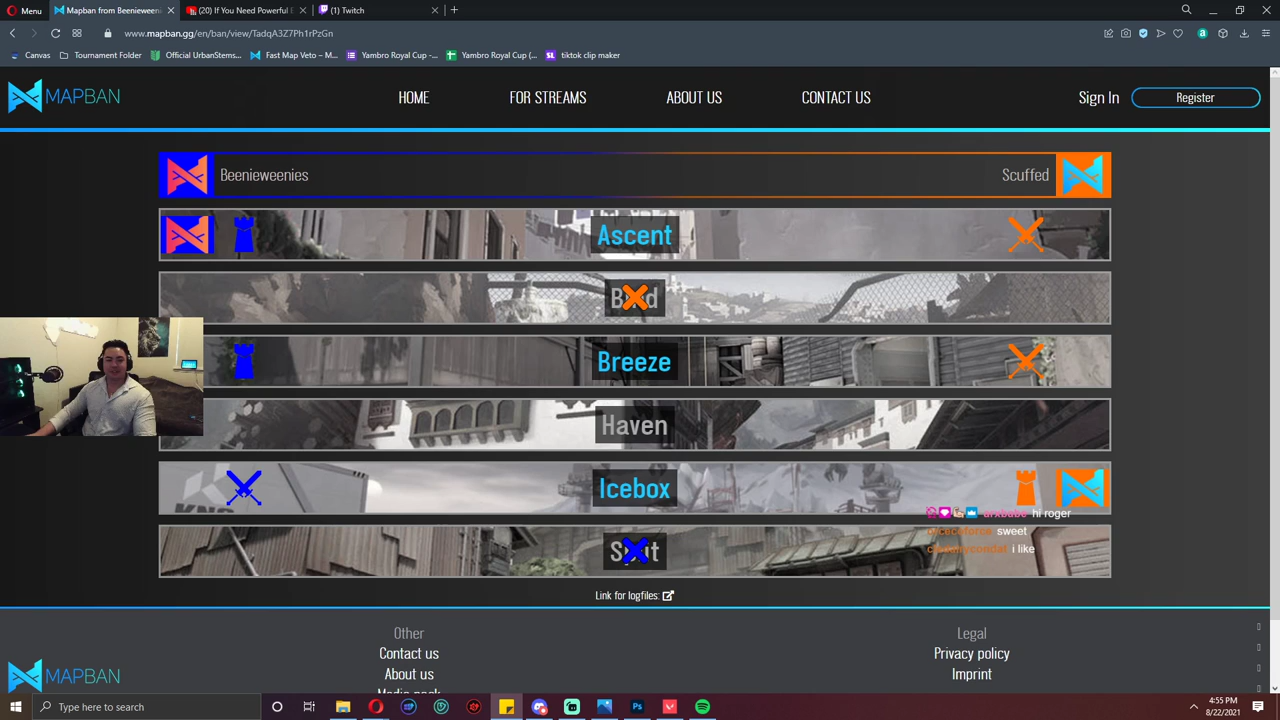 Menu
Mapban from Beenieween
(20) If You Need Powerful
(1) Twitch
www.mapban.gg/en/ban/view/TadqA3Z7Ph1rPzGn
Canvas
Tournament Folder
Official UrbanStems...
Fast Map Veto – M...
Yambro Royal Cup -...
Yambro Royal Cup (...
tiktok clip maker
MAPBAN
HOME
FOR STREAMS
ABOUT US
CONTACT US
Sign In
Register
Beenieweenies
Scuffed
Ascent
Breeze
Haven
Icebox
hi roger
sweet
i like
Link for logfiles:
Other
Legal
Contact us
Privacy policy
MAPBAN
About us
Imprint
Media pack
Type here to search
4:55 PM
8/22/2021